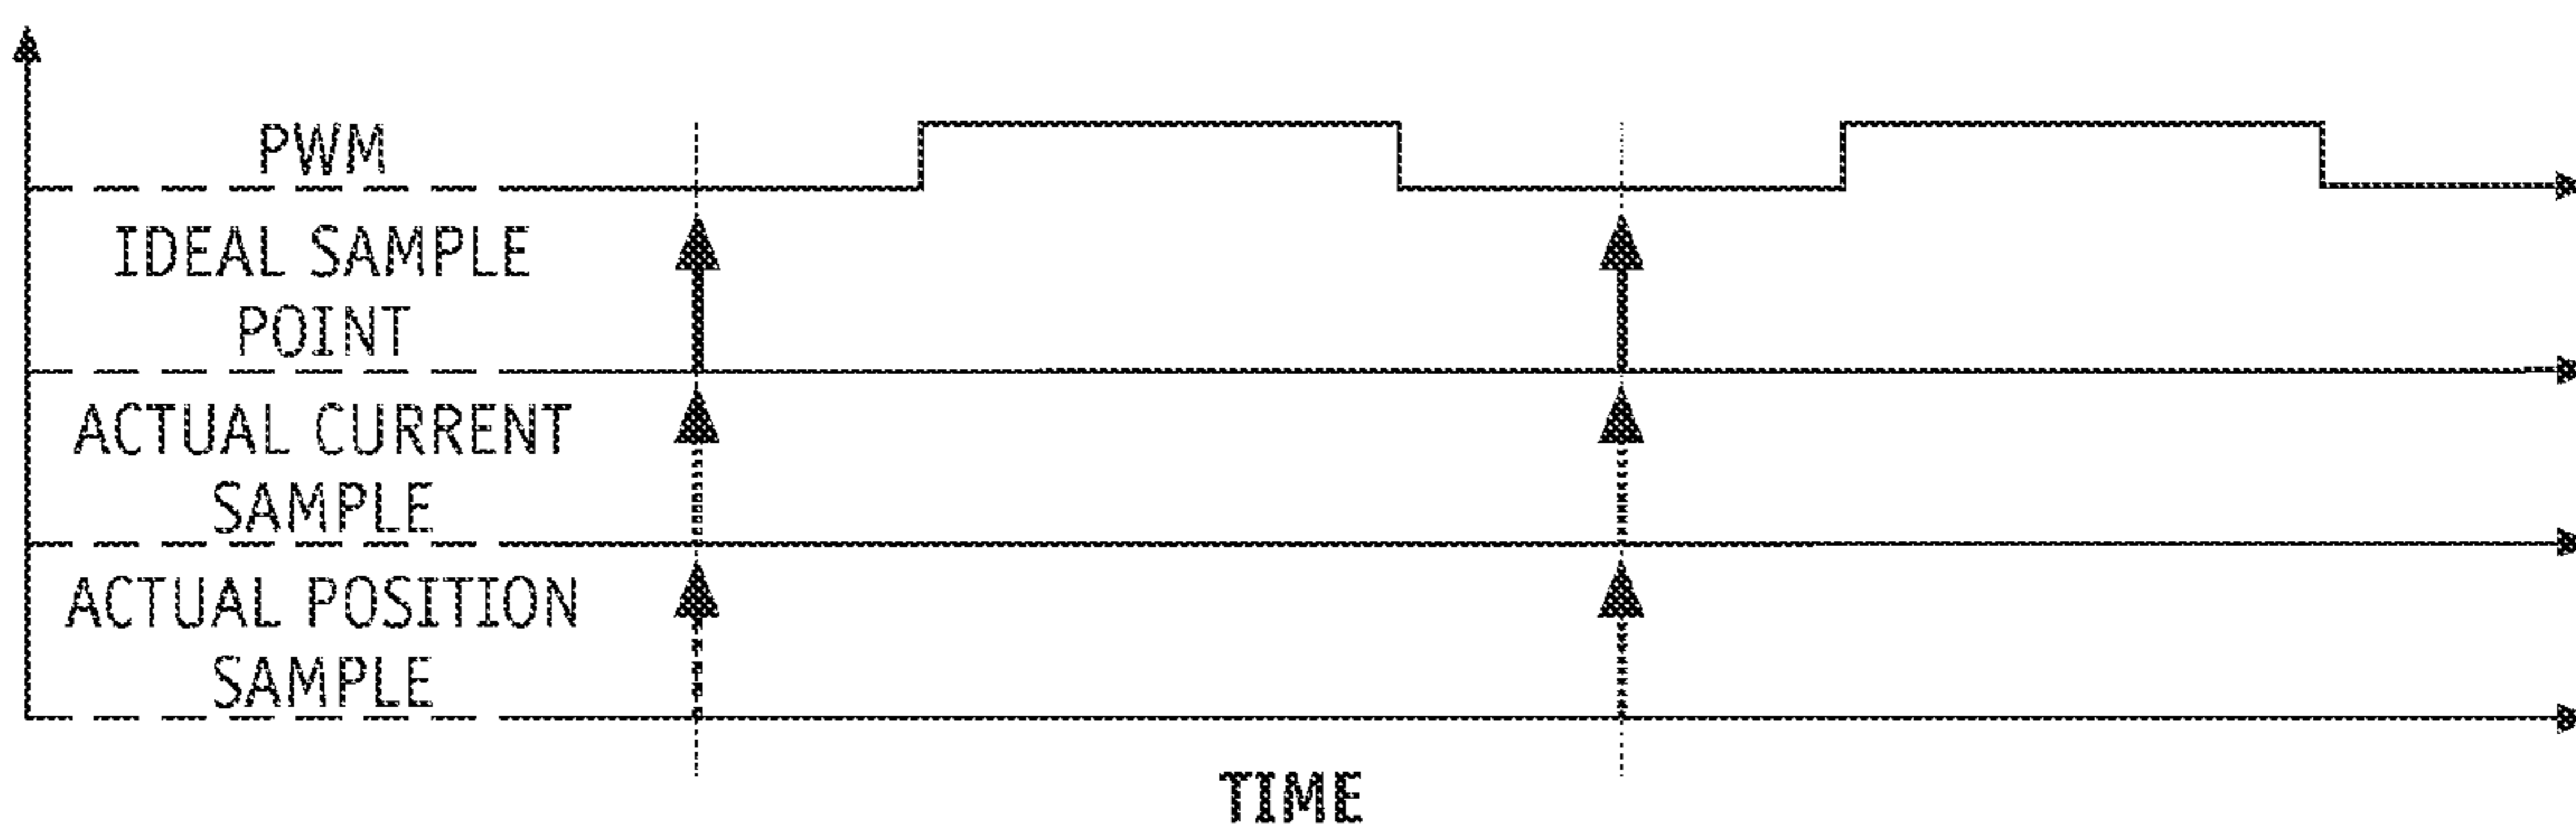 PWM
IDEAL SAMPLE
POINT
ACTUAL CURRENT
SAMPLE
ACTUAL POSITION
SAMPLE
TIME